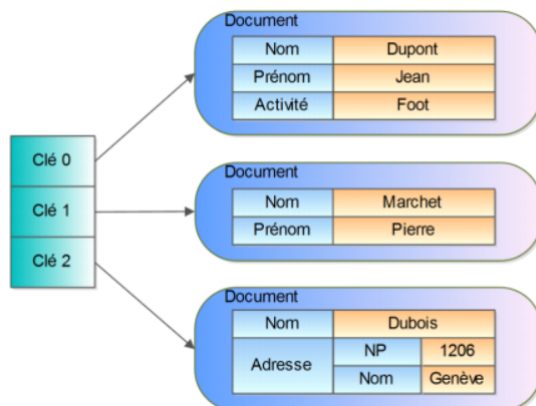 Document
Nom Dupont
Prénom Jean
Activité Foot
Clé 0
Clé 1
Clé 2
Document
Nom Marchet
Prénom Pierre
Document
Nom Dubois
Adresse NP 1206
Nom Genève